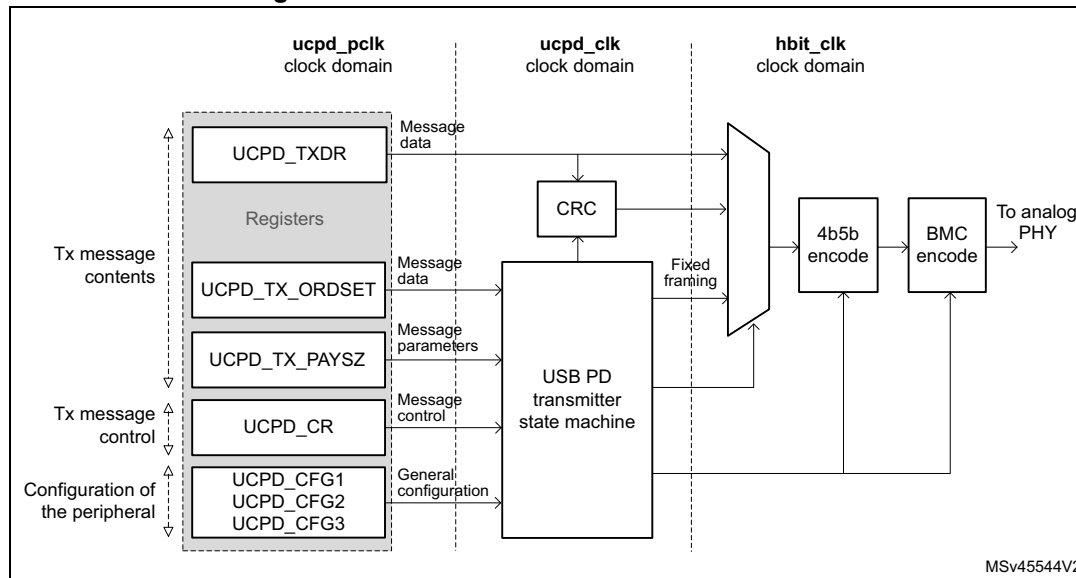 ucpd_pclk
clock domain
ucpd_clk
clock domain
hbit_clk
clock domain
Tx message
contents
Tx message
control
Configuration of
the peripheral
UCPD_TXDR
Registers
UCPD_TX_ORDSET
UCPD_TX_PAYSZ
UCPD_CR
UCPD_CFG1
UCPD_CFG2
UCPD_CFG3
Message
data
Message
data
Message
parameters
Message
control
General
configuration
CRC
USB PD
transmitter
state machine
Fixed
framing
4b5b
encode
BMC
encode
To analog
PHY
MSv45544V2